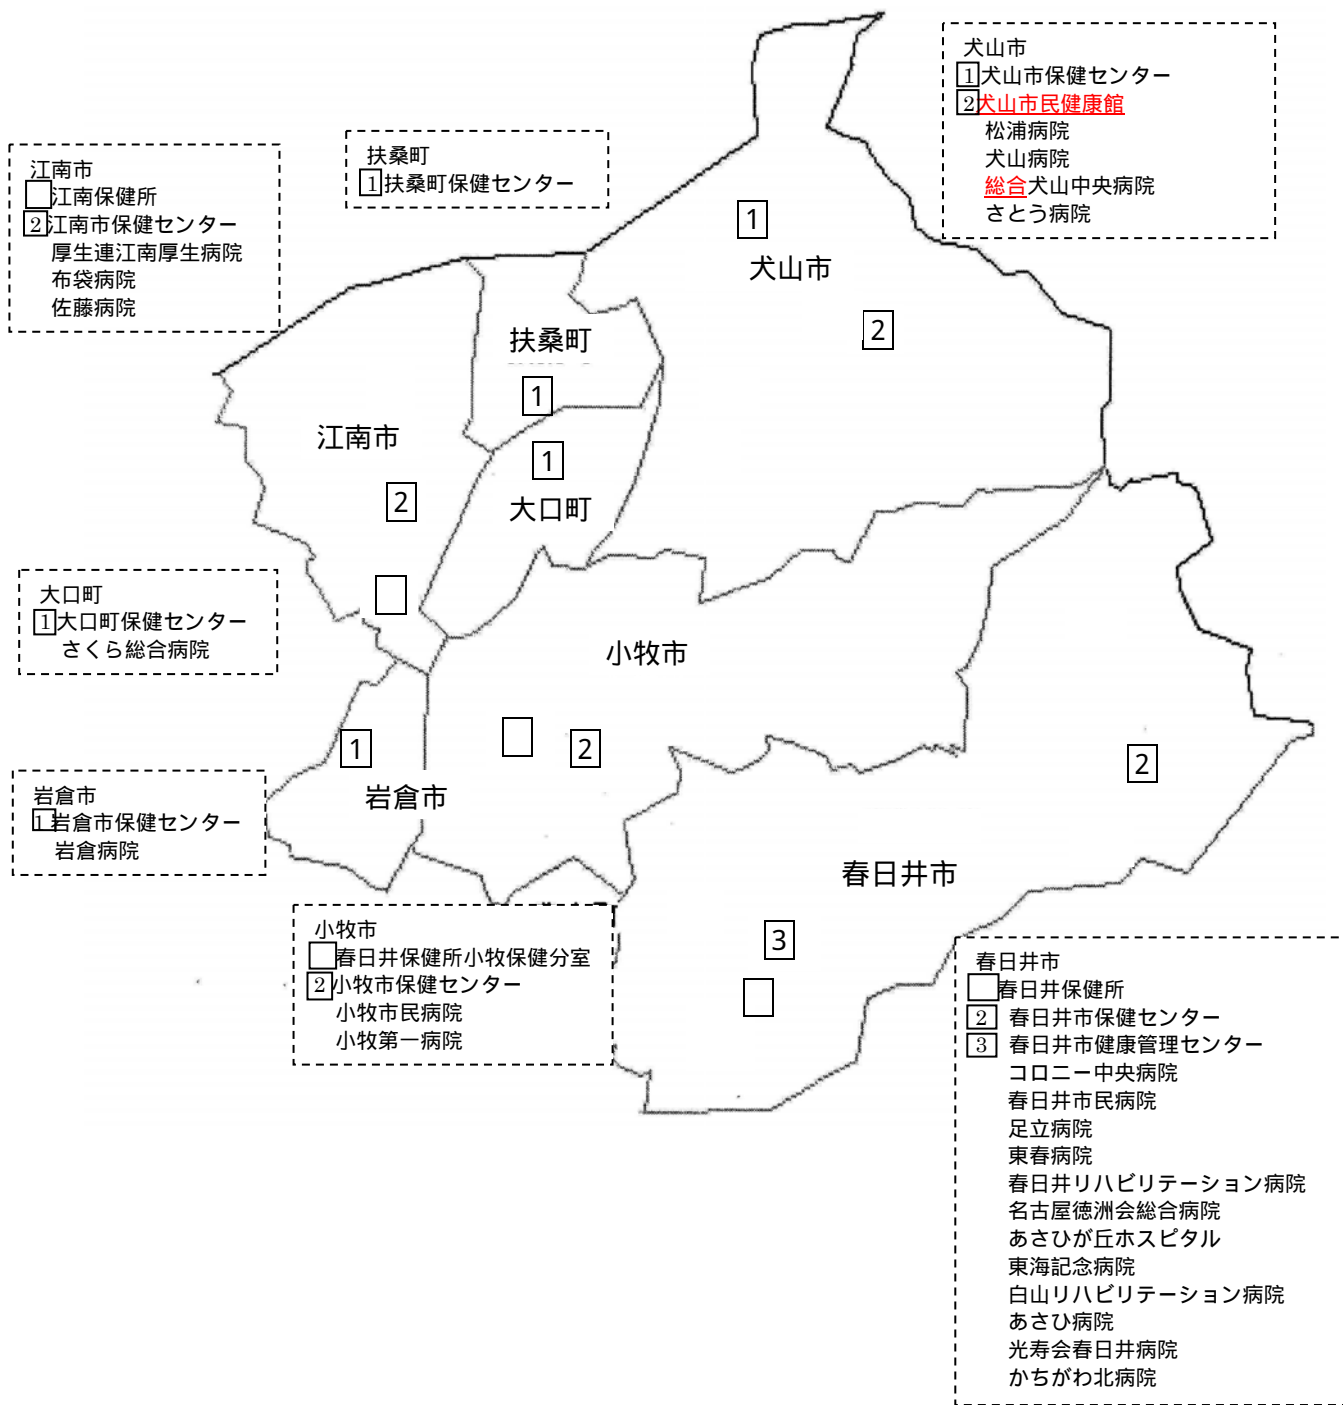 犬山市
1 犬山市保健センター
2 犬山市民健康館
松浦病院
犬山病院
総合犬山中央病院
さとう病院
扶桑町
1 扶桑町保健センター
江南市
江南保健所
2 江南市保健センター
厚生連江南厚生病院
布袋病院
佐藤病院
1
犬山市
2
扶桑町
1
江南市
1
2
大口町
大口町
1 大口町保健センター
さくら総合病院
小牧市
2
1
2
岩倉市
岩倉市
1 岩倉市保健センター
岩倉病院
春日井市
3
小牧市
春日井保健所小牧保健分室
2 小牧市保健センター
小牧市民病院
小牧第一病院
春日井市
春日井保健所
2 春日井市保健センター
3 春日井市健康管理センター
コロニー中央病院
春日井市民病院
足立病院
東春病院
春日井リハビリテーション病院
名古屋徳洲会総合病院
あさひが丘ホスピタル
東海記念病院
白山リハビリテーション病院
あさひ病院
光寿会春日井病院
かちがわ北病院